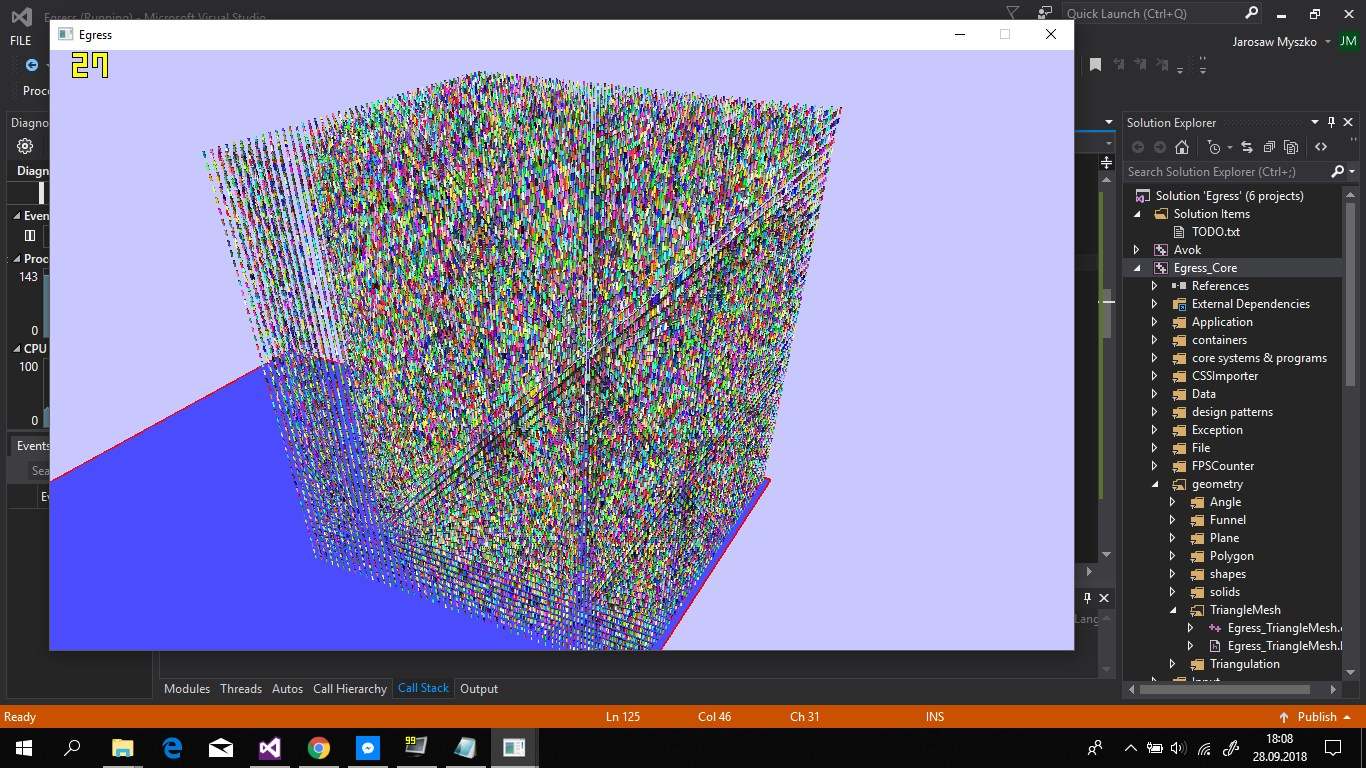 Egress (Running) - Microsoft Visual Studio
Quick Launch (Ctrl+Q)
FILE
Jarosaw Myszko
JM
Egress
27
Proce
Diagno
Diagn
Even
Proc
143
0
CPU
100
0
Events
Sea
Ev
Solution Explorer
Search Solution Explorer (Ctrl+;)
Solution 'Egress' (6 projects)
Solution Items
TODO.txt
Avok
Egress_Core
References
External Dependencies
Application
containers
core systems & programs
CSSImporter
Data
design patterns
Exception
File
FPSCounter
geometry
Angle
Funnel
Plane
Polygon
shapes
solids
TriangleMesh
Egress_TriangleMesh.
Egress_TriangleMesh.
Triangulation
Input
Lang
Modules
Threads
Autos
Call Hierarchy
Call Stack
Output
Ready
Ln 125
Col 46
Ch 31
INS
Publish
99
18:08
28.09.2018